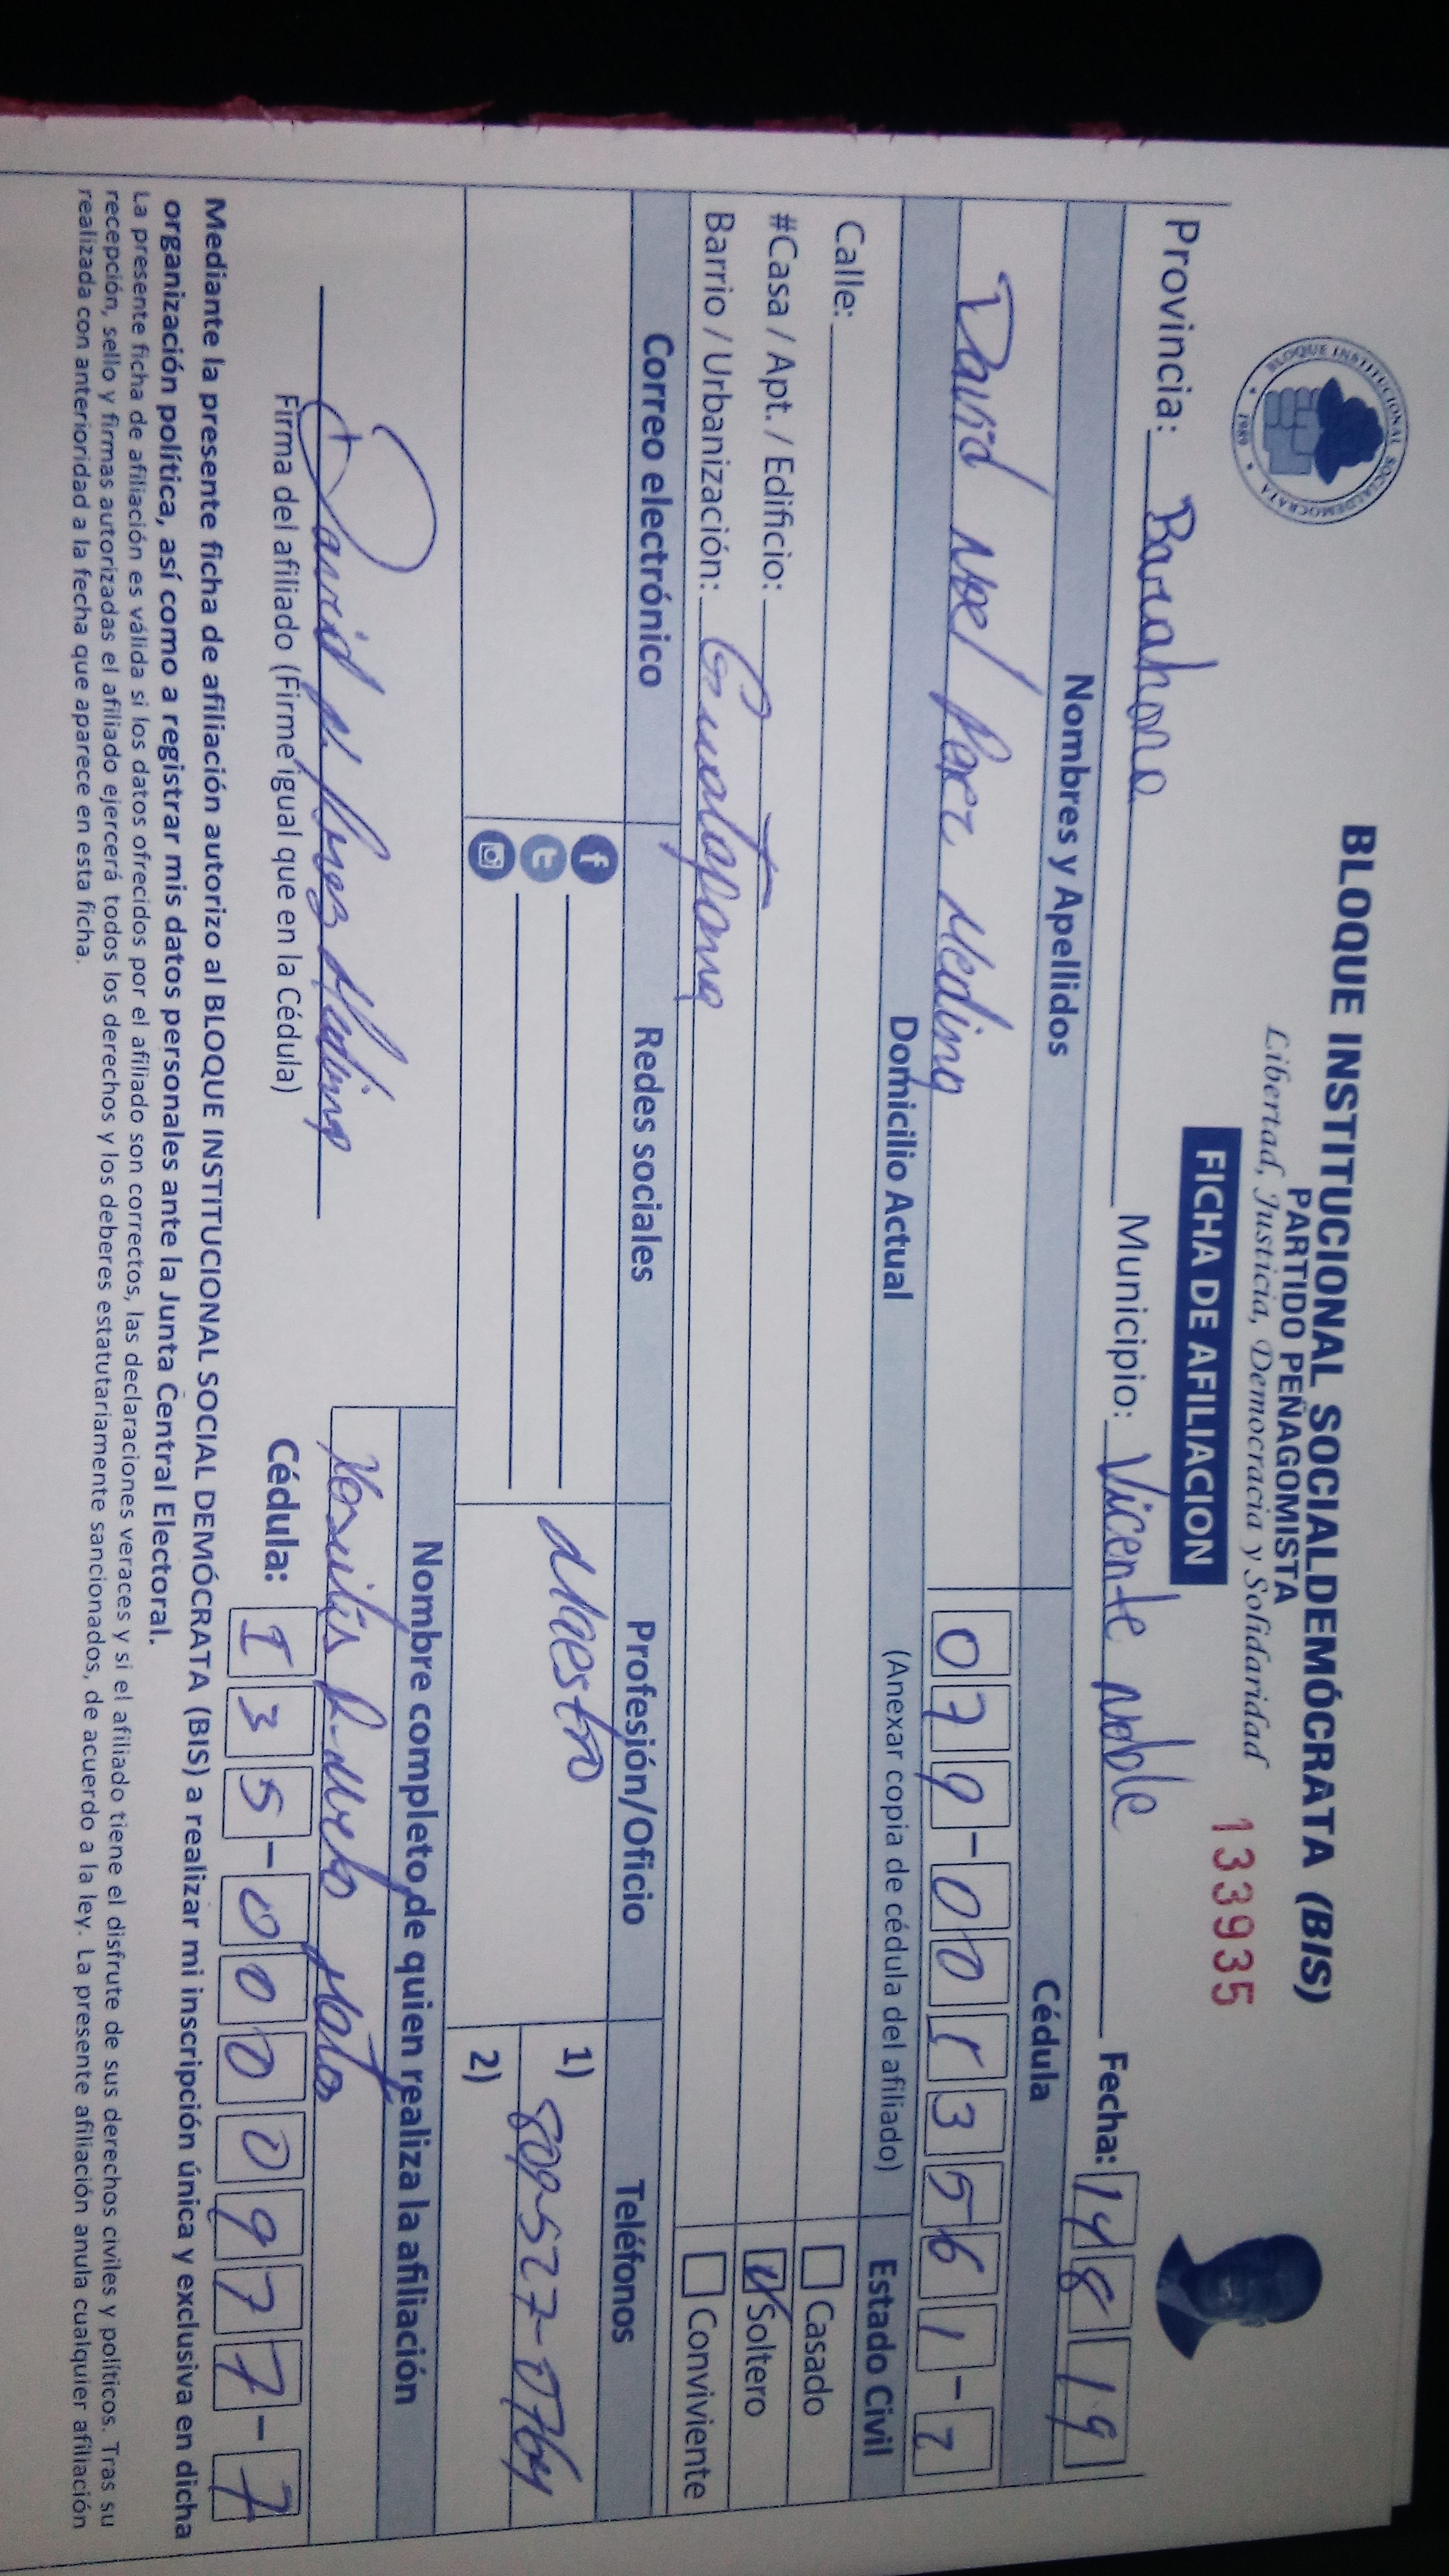 BLOQUE INSTITUCIONAL SOCIALDEMÓCRATA (BIS)
PARTIDO PEÑAGOMISTA
Libertad, Justicia, Democracia y Solidaridad
FICHA DE AFILIACION
133935
BLOQUE INSTITUCIONAL SOCIALDEMOCRATA
1989
Provincia: Barahona Municipio: Vicente Noble Fecha: 14 8 19
Nombres y Apellidos Cédula
David Noel Perez Medina 079-0013561-7
Domicilio Actual (Anexar copia de cédula del afiliado) Estado Civil
Calle: Casado
#Casa / Apt. / Edificio: Soltero
Barrio / Urbanización: Conviviente
Correo electrónico Redes sociales Profesión/Oficio Teléfonos
Maestro 1) 809-527-0764
2)
Nombre completo de quien realiza la afiliación
David N. Perez Medina
Firma del afiliado (Firme igual que en la Cédula) Cédula: 135-0000977-7
Mediante la presente ficha de afiliación autorizo al BLOQUE INSTITUCIONAL SOCIAL DEMÓCRATA (BIS) a realizar mi inscripción única y exclusiva en dicha
organización política, así como a registrar mis datos personales ante la Junta Central Electoral.
La presente ficha de afiliación es válida si los datos ofrecidos por el afiliado son correctos, las declaraciones veraces y si el afiliado tiene el disfrute de sus derechos civiles y políticos. Tras su
recepción, sello y firmas autorizadas el afiliado ejercerá todos los derechos y los deberes estatutariamente sancionados, de acuerdo a la ley. La presente afiliación anula cualquier afiliación
realizada con anterioridad a la fecha que aparece en esta ficha.